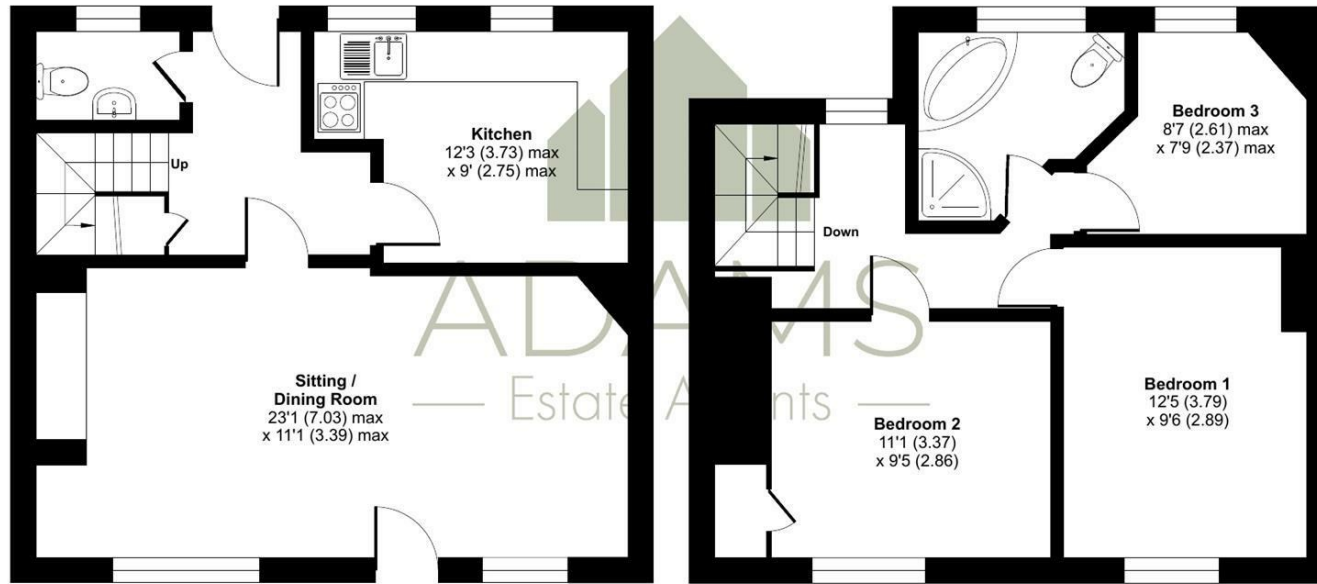 Up
Kitchen
12'3 (3.73) max
x 9' (2.75) max
Sitting /
Dining Room
23'1 (7.03) max
x 11'1 (3.39) max
Bedroom 3
8'7 (2.61) max
x 7'9 (2.37) max
Down
Bedroom 2
11'1 (3.37)
x 9'5 (2.86)
Bedroom 1
12'5 (3.79)
x 9'6 (2.89)
ADAMS
Estate Agents